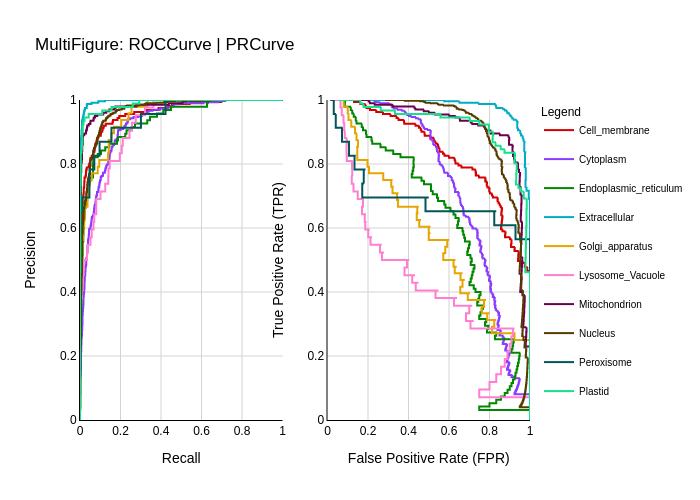 MultiFigure: ROCCurve | PRCurve
1
0.8
0.6
0.4
0.2
0
0
0.2
0.4
0.6
0.8
1
Recall
Precision
1
0.8
0.6
0.4
0.2
0
0
0.2
0.4
0.6
0.8
1
False Positive Rate (FPR)
True Positive Rate (TPR)
Legend
Cell_membrane
Cytoplasm
Endoplasmic_reticulum
Extracellular
Golgi_apparatus
Lysosome_Vacuole
Mitochondrion
Nucleus
Peroxisome
Plastid